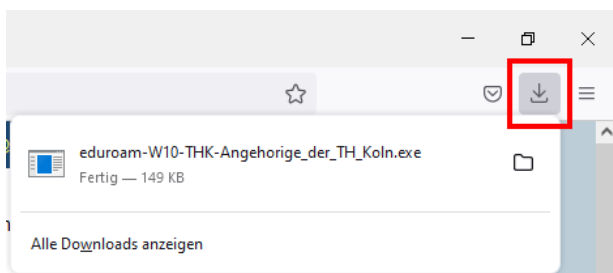 eduroam-W10-THK-Angehorige_der_TH_Koln.exe
Fertig — 149 KB
Alle Downloads anzeigen